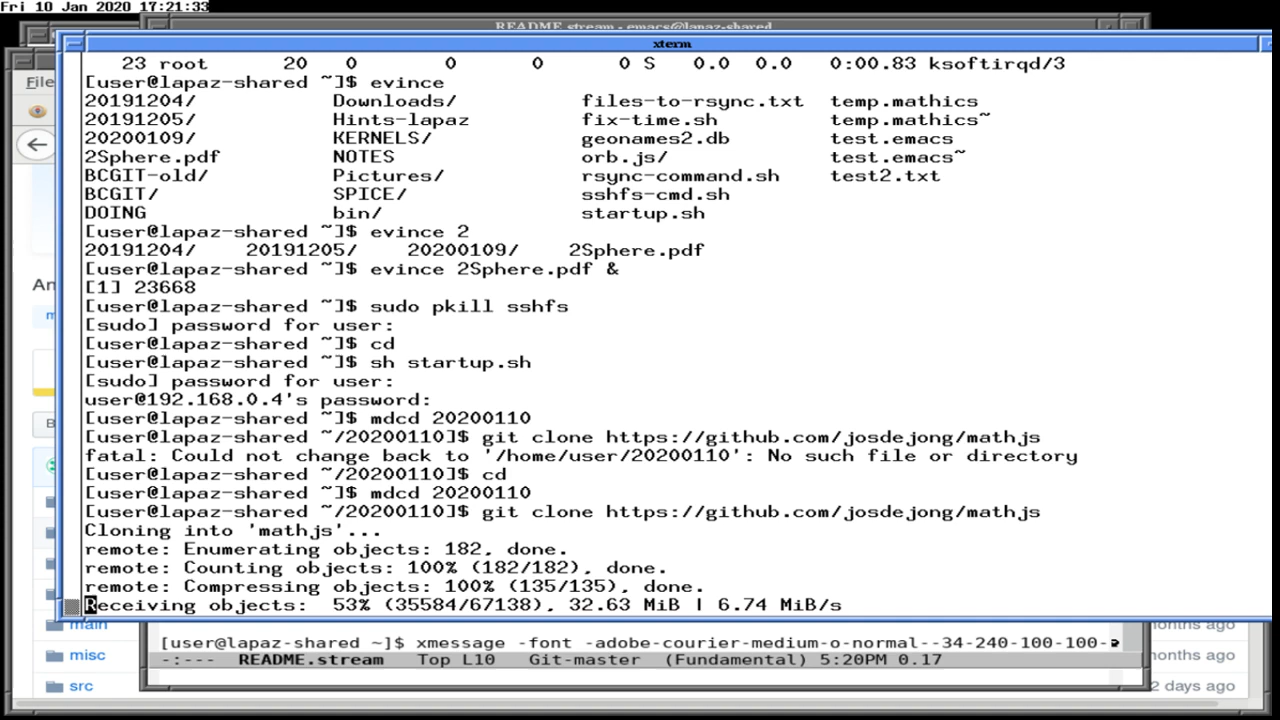 Fri 10 Jan 2020 17:21:33
README.stream - emacs@lapaz-shared
xterm
File
23 root 20 0 0 0 0 S 0.0 0.0 0:00.83 ksoftirqd/3
[user@lapaz-shared ~]$ evince
20191204/ Downloads/ files-to-rsync.txt temp.mathics
20191205/ Hints-lapaz fix-time.sh temp.mathics~
20200109/ KERNELS/ geonames2.db test.emacs
2Sphere.pdf NOTES orb.js/ test.emacs~
BCGIT-old/ Pictures/ rsync-command.sh test2.txt
BCGIT/ SPICE/ sshfs-cmd.sh
DOING bin/ startup.sh
[user@lapaz-shared ~]$ evince 2
20191204/ 20191205/ 20200109/ 2Sphere.pdf
[user@lapaz-shared ~]$ evince 2Sphere.pdf &
[1] 23668
[user@lapaz-shared ~]$ sudo pkill sshfs
[sudo] password for user:
[user@lapaz-shared ~]$ cd
[user@lapaz-shared ~]$ sh startup.sh
[sudo] password for user:
user@192.168.0.4's password:
[user@lapaz-shared ~]$ mdcd 20200110
[user@lapaz-shared ~/20200110]$ git clone https://github.com/josdejong/mathjs
fatal: Could not change back to '/home/user/20200110': No such file or directory
[user@lapaz-shared ~/20200110]$ cd
[user@lapaz-shared ~]$ mdcd 20200110
[user@lapaz-shared ~/20200110]$ git clone https://github.com/josdejong/mathjs
Cloning into 'mathjs'...
remote: Enumerating objects: 182, done.
remote: Counting objects: 100% (182/182), done.
remote: Compressing objects: 100% (135/135), done.
Receiving objects: 53% (35584/67138), 32.63 MiB | 6.74 MiB/s
An
m
B
main
months ago
[user@lapaz-shared ~]$ xmessage -font -adobe-courier-medium-o-normal--34-240-100-100-
misc
months ago
-:--- README.stream Top L10 Git-master (Fundamental) 5:20PM 0.17
src
2 days ago